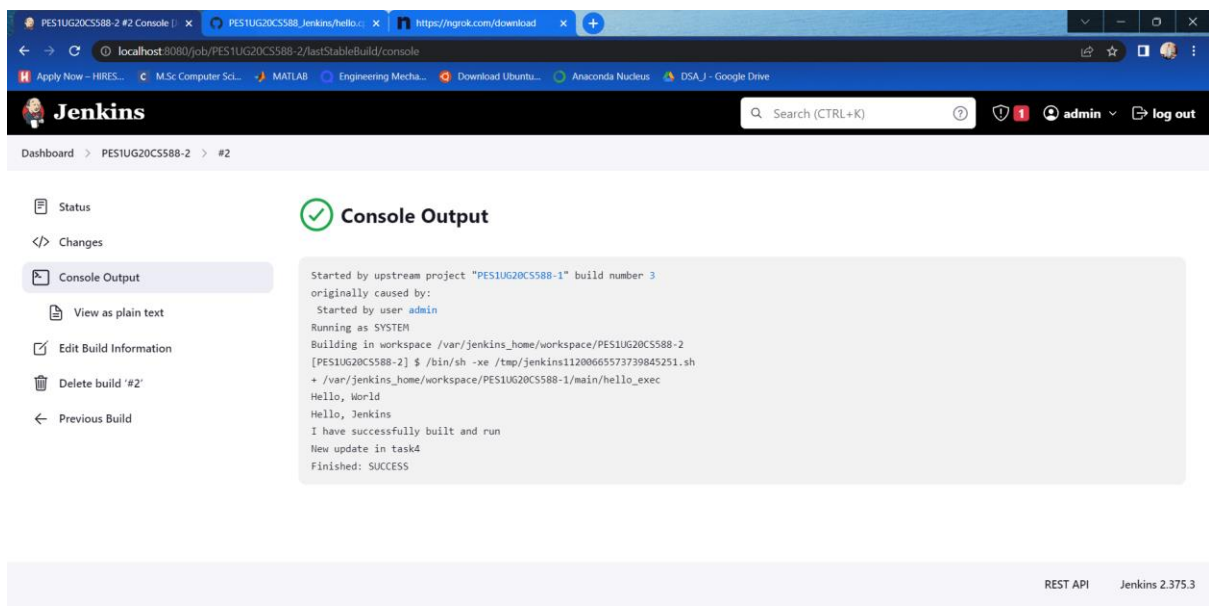 PES1UG20CS588-2 #2 Console [J
PES1UG20CS588_Jenkins/hello.c
https://ngrok.com/download
localhost:8080/job/PES1UG20CS588-2/lastStableBuild/console
Apply Now – HIRES... M.Sc Computer Sci... MATLAB Engineering Mecha... Download Ubuntu... Anaconda Nucleus DSA_J - Google Drive
Jenkins
Search (CTRL+K)
1
admin
log out
Dashboard > PES1UG20CS588-2 > #2
Status
Changes
Console Output
View as plain text
Edit Build Information
Delete build '#2'
Previous Build
Console Output
Started by upstream project "PES1UG20CS588-1" build number 3
originally caused by:
Started by user admin
Running as SYSTEM
Building in workspace /var/jenkins_home/workspace/PES1UG20CS588-2
[PES1UG20CS588-2] $ /bin/sh -xe /tmp/jenkins11200665573739845251.sh
+ /var/jenkins_home/workspace/PES1UG20CS588-1/main/hello_exec
Hello, World
Hello, Jenkins
I have successfully built and run
New update in task4
Finished: SUCCESS
REST API Jenkins 2.375.3